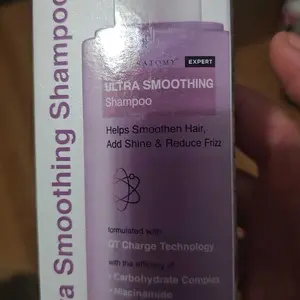 EXPERT
ULTRA SMOOTHING
Shampoo
Helps Smoothen Hair,
Add Shine & Reduce Frizz
formulated with
QT Charge Technology
with the efficacy of
• Carbohydrate Complex
• Niacinamide
Smoothing Shampoo